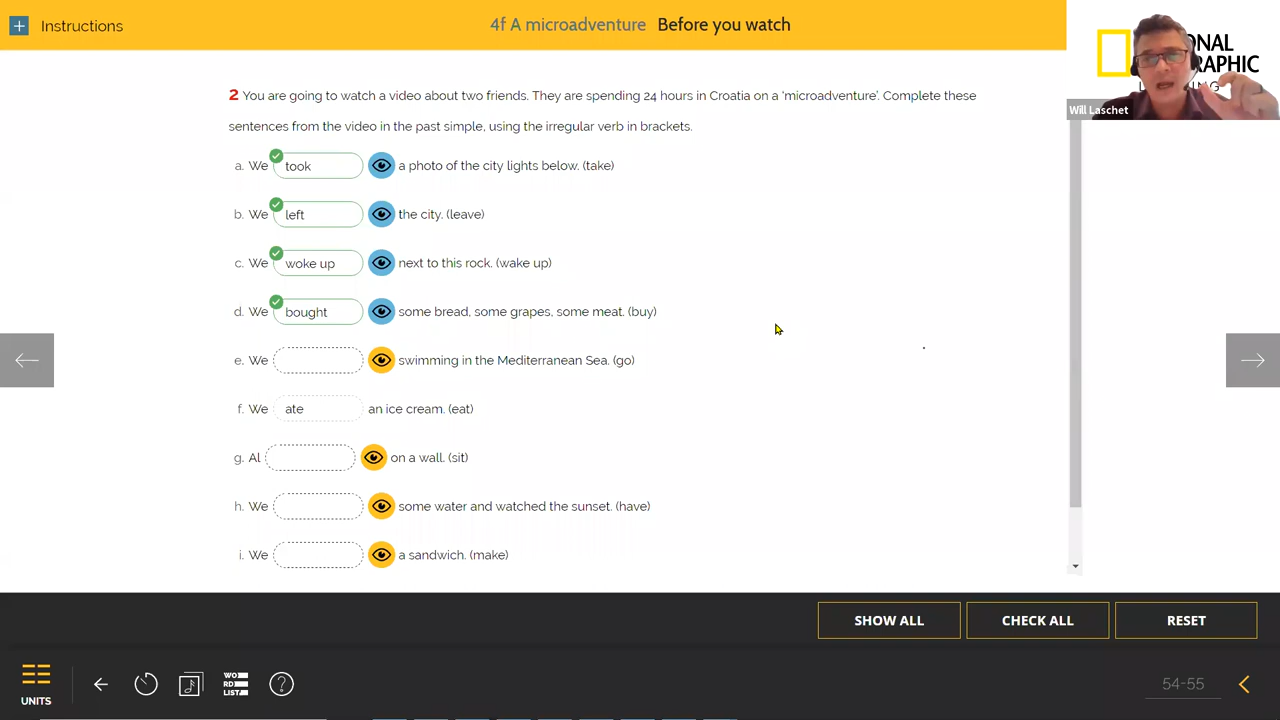 + Instructions
4f A microadventure Before you watch
ONAL
RAPHIC
Will Laschet
2 You are going to watch a video about two friends. They are spending 24 hours in Croatia on a 'microadventure'. Complete these
sentences from the video in the past simple, using the irregular verb in brackets.
a. We took a photo of the city lights below. (take)
b. We left the city. (leave)
c. We woke up next to this rock. (wake up)
d. We bought some bread, some grapes, some meat. (buy)
e. We swimming in the Mediterranean Sea. (go)
f. We ate an ice cream. (eat)
g. Al on a wall. (sit)
h. We some water and watched the sunset. (have)
i. We a sandwich. (make)
SHOW ALL CHECK ALL RESET
UNITS
WO
RD
LIST
?
54-55